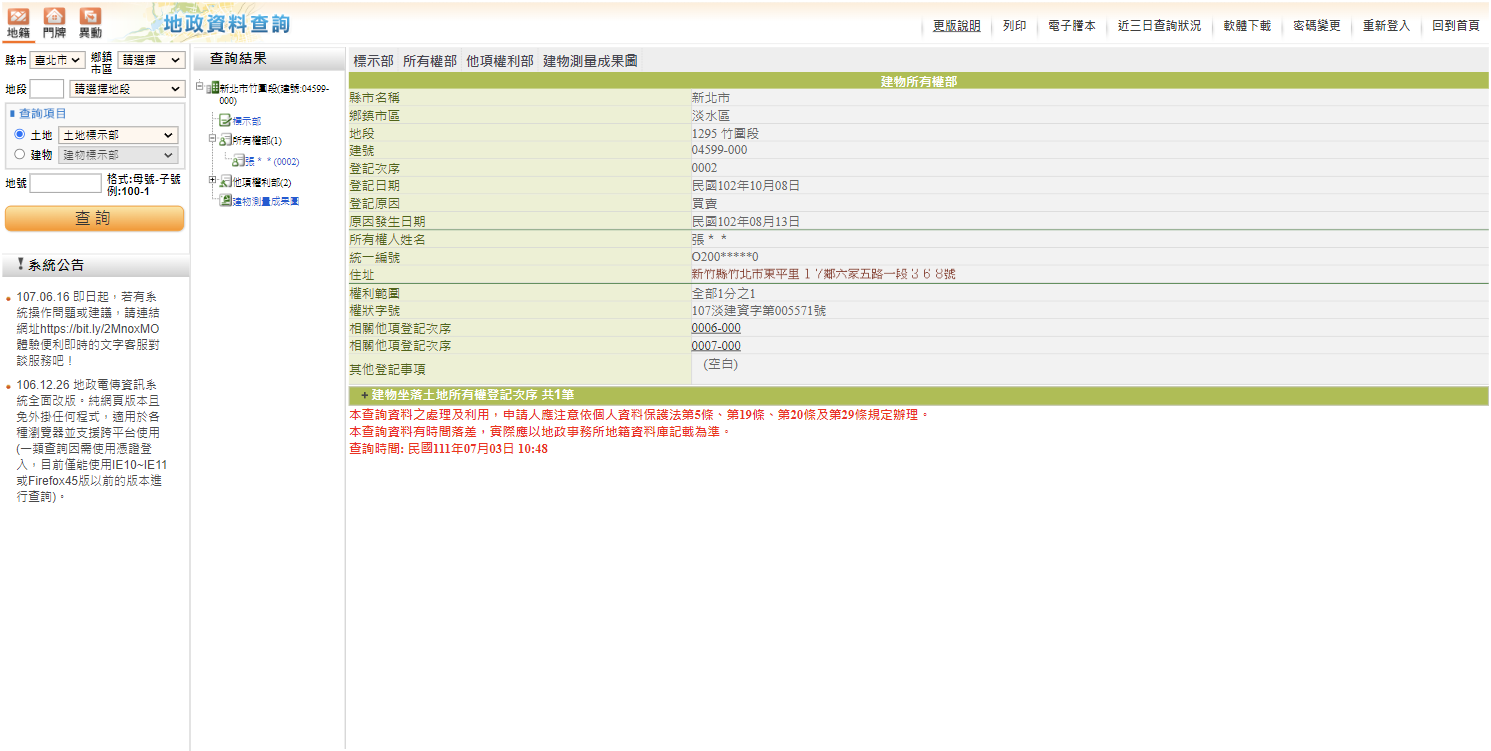 地籍 門牌 異動
地政資料查詢
更版說明 列印 電子謄本 近三日查詢狀況 軟體下載 密碼變更 重新登入 回到首頁
縣市 臺北市 鄉鎮市區 請選擇
地段 請選擇地段
查詢項目
土地 土地標示部
建物 建物標示部
地號 格式:母號-子號
例:100-1
查詢
系統公告
107.06.16 即日起，若有系
統操作問題或建議，請連結
網址https://bit.ly/2MnoxMO
體驗便利即時的文字客服對
談服務吧！
106.12.26 地政電傳資訊系
統全面改版。純網頁版本且
免外掛任何程式，適用於各
種瀏覽器並支援跨平台使用
(一類查詢因需使用憑證登
入，目前僅能使用IE10~IE11
或Firefox45版以前的版本進
行查詢)。
查詢結果
新北市竹圍段(建號:04599-
000)
標示部
所有權部(1)
張＊＊(0002)
他項權利部(2)
建物測量成果圖
標示部 所有權部 他項權利部 建物測量成果圖
建物所有權部
縣市名稱 新北市
鄉鎮市區 淡水區
地段 1295 竹圍段
建號 04599-000
登記次序 0002
登記日期 民國102年10月08日
登記原因 買賣
原因發生日期 民國102年08月13日
所有權人姓名 張＊＊
統一編號 O200*****0
住址 新竹縣竹北市東平里１７鄰六家五路一段３６８號
權利範圍 全部1分之1
權狀字號 107淡建資字第005571號
相關他項登記次序 0006-000
相關他項登記次序 0007-000
其他登記事項 (空白)
+ 建物坐落土地所有權登記次序 共1筆
本查詢資料之處理及利用，申請人應注意依個人資料保護法第5條、第19條、第20條及第29條規定辦理。
本查詢資料有時間落差，實際應以地政事務所地籍資料庫記載為準。
查詢時間: 民國111年07月03日 10:48